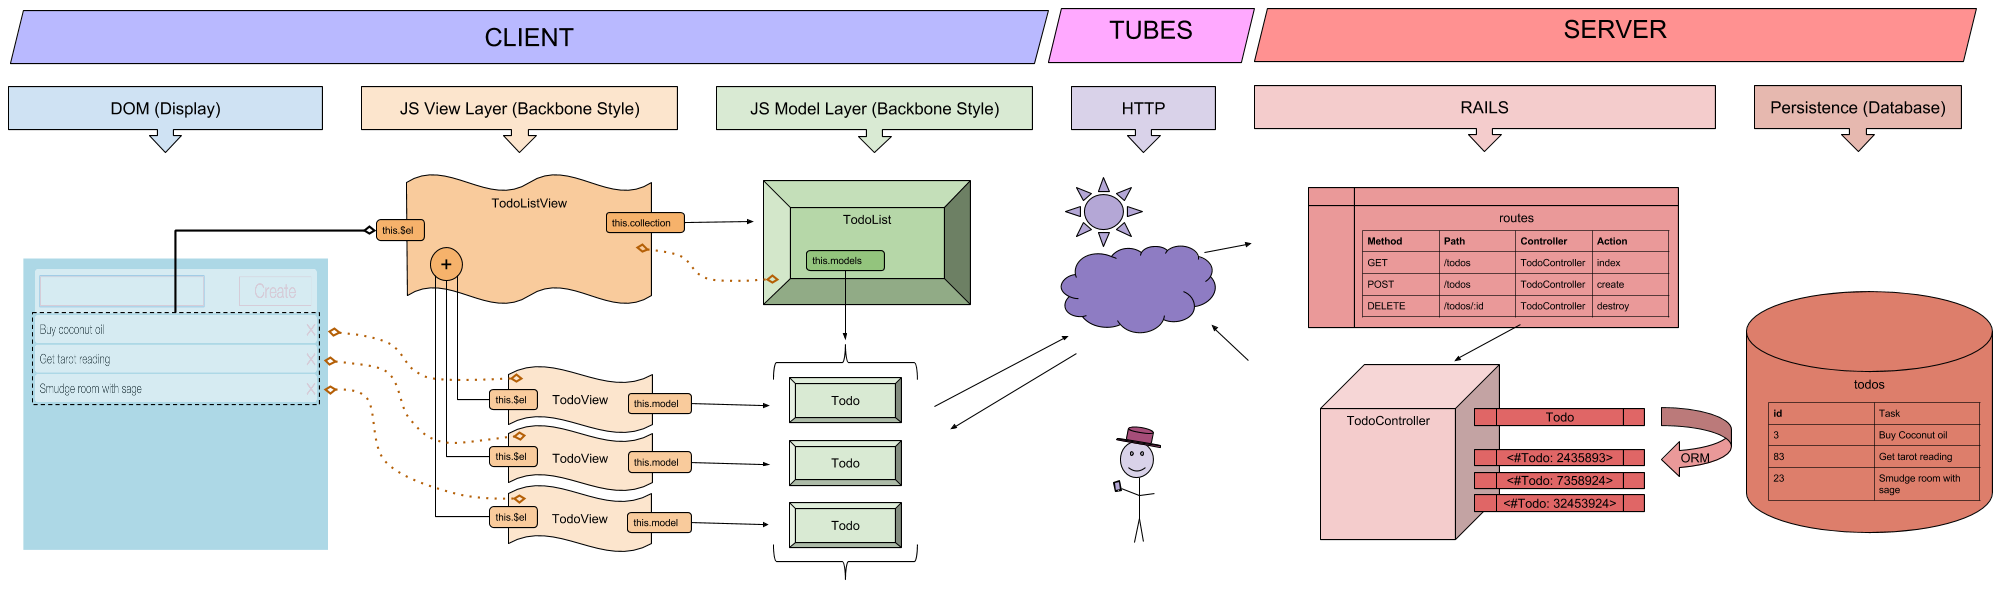 CLIENT
TUBES
SERVER
DOM (Display)
JS View Layer (Backbone Style)
JS Model Layer (Backbone Style)
HTTP
RAILS
Persistence (Database)
Create
Buy coconut oil X
Get tarot reading X
Smudge room with sage X
TodoListView
this.$el
this.collection
+
TodoView
this.$el
this.model
TodoView
this.$el
this.model
TodoView
this.$el
this.model
TodoList
this.models
Todo
Todo
Todo
routes
Method Path Controller Action
GET /todos TodoController index
POST /todos TodoController create
DELETE /todos/:id TodoController destroy
TodoController
Todo
<#Todo: 2435893>
<#Todo: 7358924>
<#Todo: 32453924>
ORM
todos
id Task
3 Buy Coconut oil
83 Get tarot reading
23 Smudge room with
sage